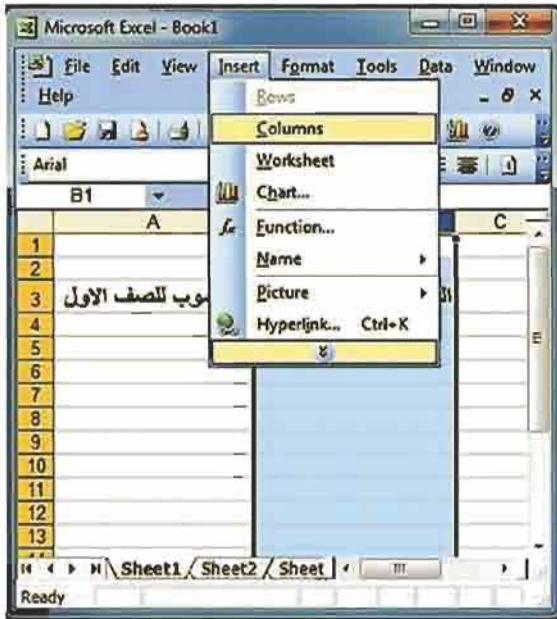 Microsoft Excel - Book1
File Edit View Insert Format Tools Data Window
Help
Rows
Columns
Worksheet
Chart...
Function...
Name
Picture
Hyperlink... Ctrl+K
Arial
B1
A C
1
2
3 للصف الاول
4
5
6
7
8
9
10
11
12
13
Sheet1 Sheet2 Sheet
Ready